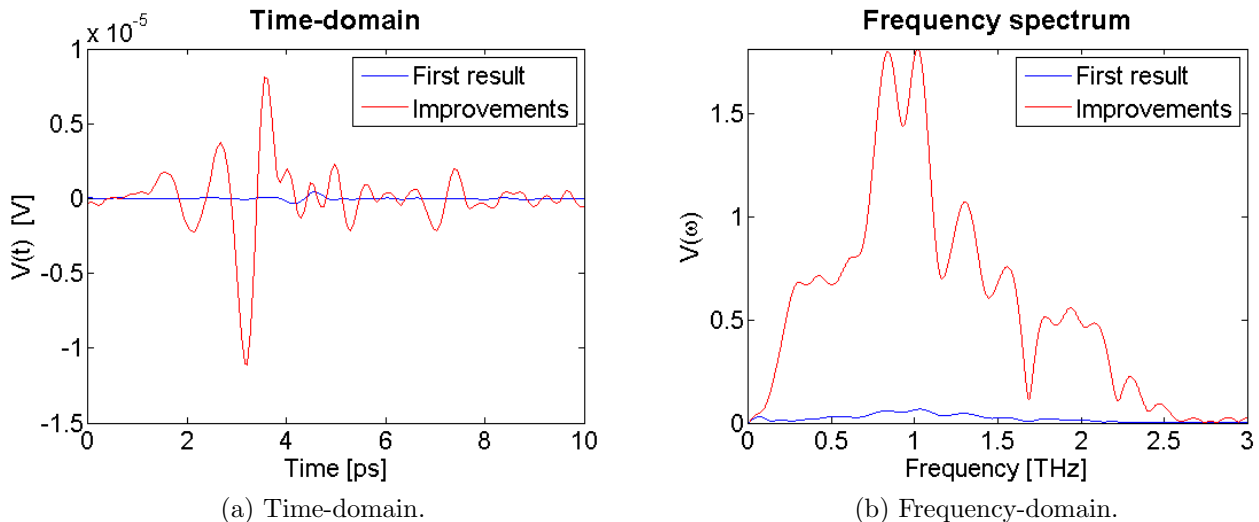 Time-domain
x 10^-5
1
0.5
0
-0.5
-1
-1.5
V(t) [V]
First result
Improvements
0 2 4 6 8 10
Time [ps]
(a) Time-domain.
Frequency spectrum
1.5
1
0.5
0
V(ω)
First result
Improvements
0 0.5 1 1.5 2 2.5 3
Frequency [THz]
(b) Frequency-domain.